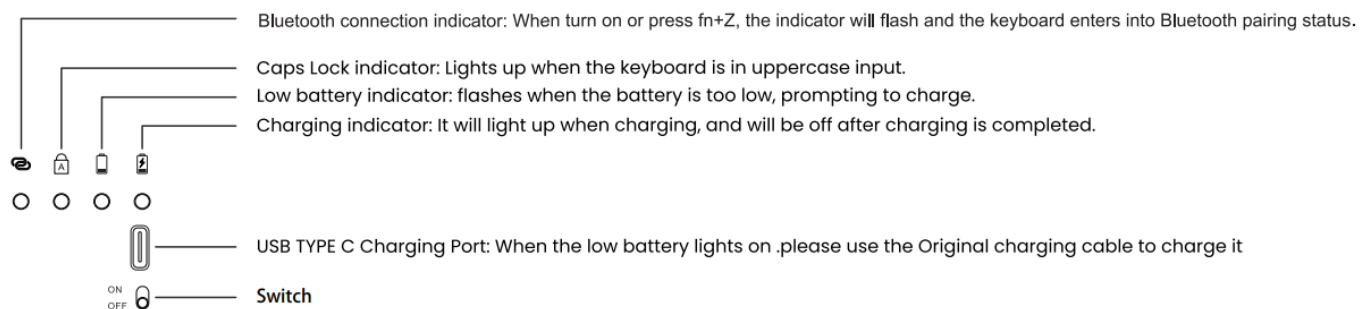 Bluetooth connection indicator: When turn on or press fn+Z, the indicator will flash and the keyboard enters into Bluetooth pairing status.
Caps Lock indicator: Lights up when the keyboard is in uppercase input.
Low battery indicator: flashes when the battery is too low, prompting to charge.
Charging indicator: It will light up when charging, and will be off after charging is completed.
A
USB TYPE C Charging Port: When the low battery lights on .please use the Original charging cable to charge it
ON
OFF
Switch